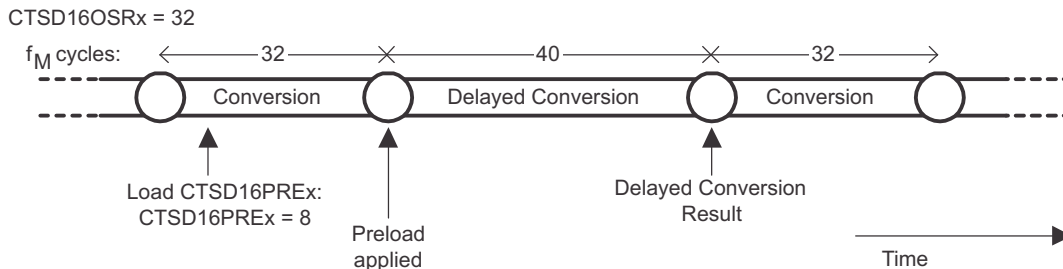 CTSD16OSRx = 32
fM cycles: 32 40 32
Conversion Delayed Conversion Conversion
Load CTSD16PREx:
CTSD16PREx = 8
Preload
applied
Delayed Conversion
Result
Time